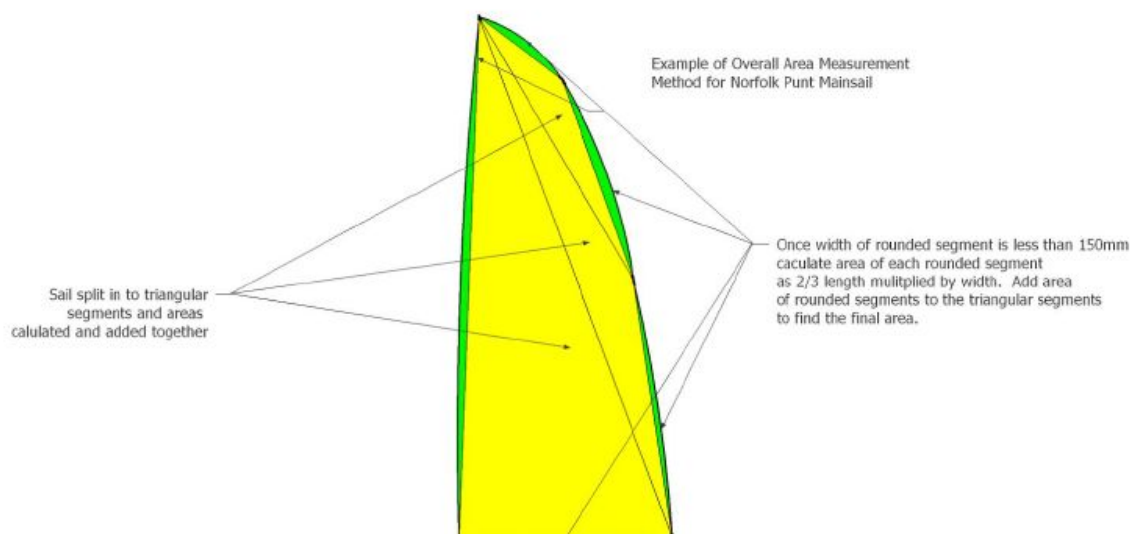 Example of Overall Area Measurement
Method for Norfolk Punt Mainsail
Once width of rounded segment is less than 150mm
caculate area of each rounded segment
as 2/3 length mulitplied by width.  Add area
of rounded segments to the triangular segments
to find the final area.
Sail split in to triangular
segments and areas
calulated and added together